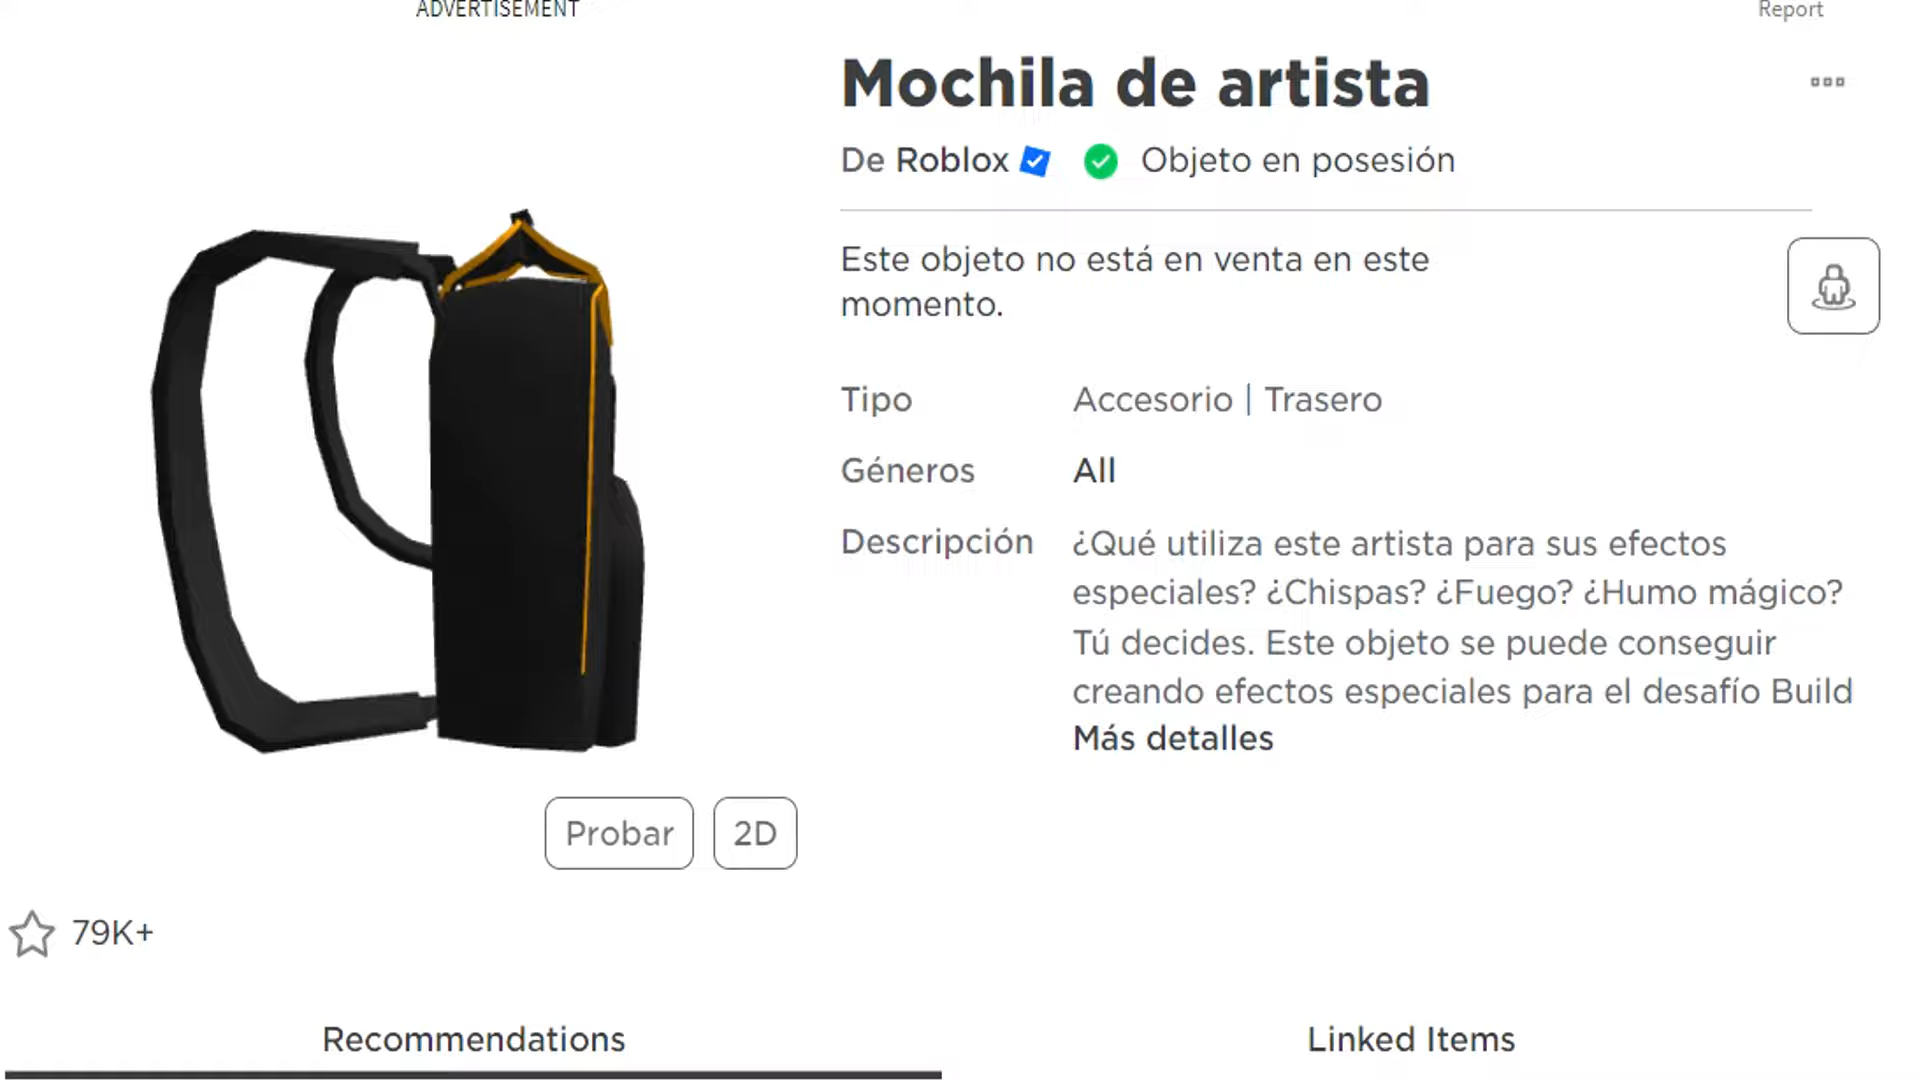 ADVERTISEMENT
Report
Mochila de artista
De Roblox Objeto en posesión
Este objeto no está en venta en este
momento.
Tipo Accesorio | Trasero
Géneros All
Descripción ¿Qué utiliza este artista para sus efectos
especiales? ¿Chispas? ¿Fuego? ¿Humo mágico?
Tú decides. Este objeto se puede conseguir
creando efectos especiales para el desafío Build
Más detalles
Probar 2D
79K+
Recommendations Linked Items